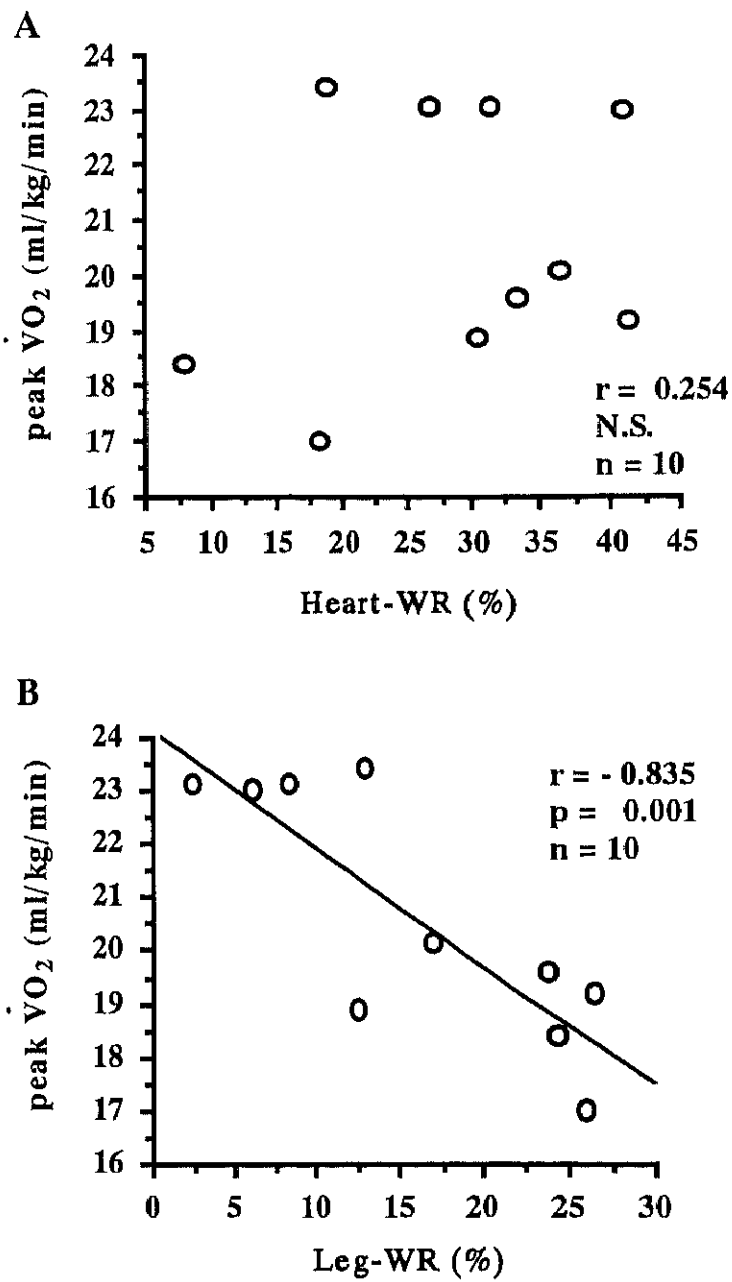 A
peak V̇O₂ (ml/kg/min)
24
23
22
21
20
19
18
17
16
r = 0.254
N.S.
n = 10
5 10 15 20 25 30 35 40 45
Heart-WR (%)
B
peak V̇O₂ (ml/kg/min)
24
23
22
21
20
19
18
17
16
r = - 0.835
p = 0.001
n = 10
0 5 10 15 20 25 30
Leg-WR (%)